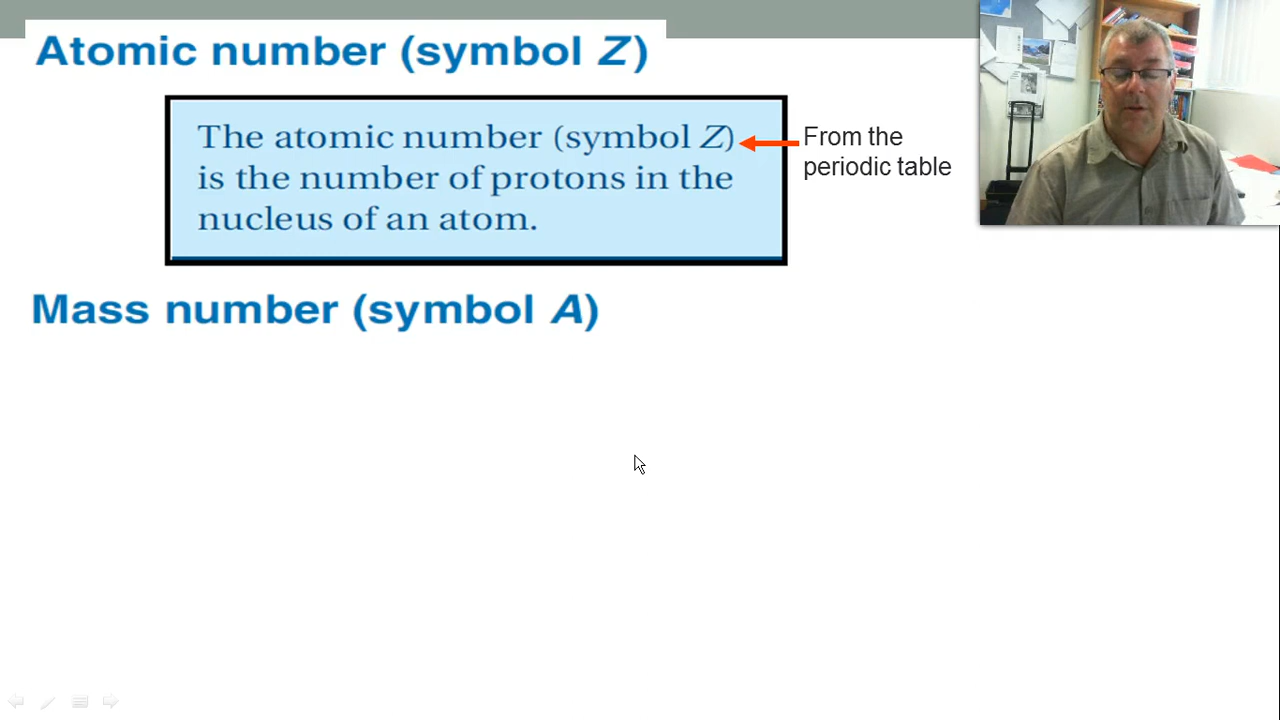 Atomic number (symbol Z)
The atomic number (symbol Z)
is the number of protons in the
nucleus of an atom.
From the
periodic table
Mass number (symbol A)